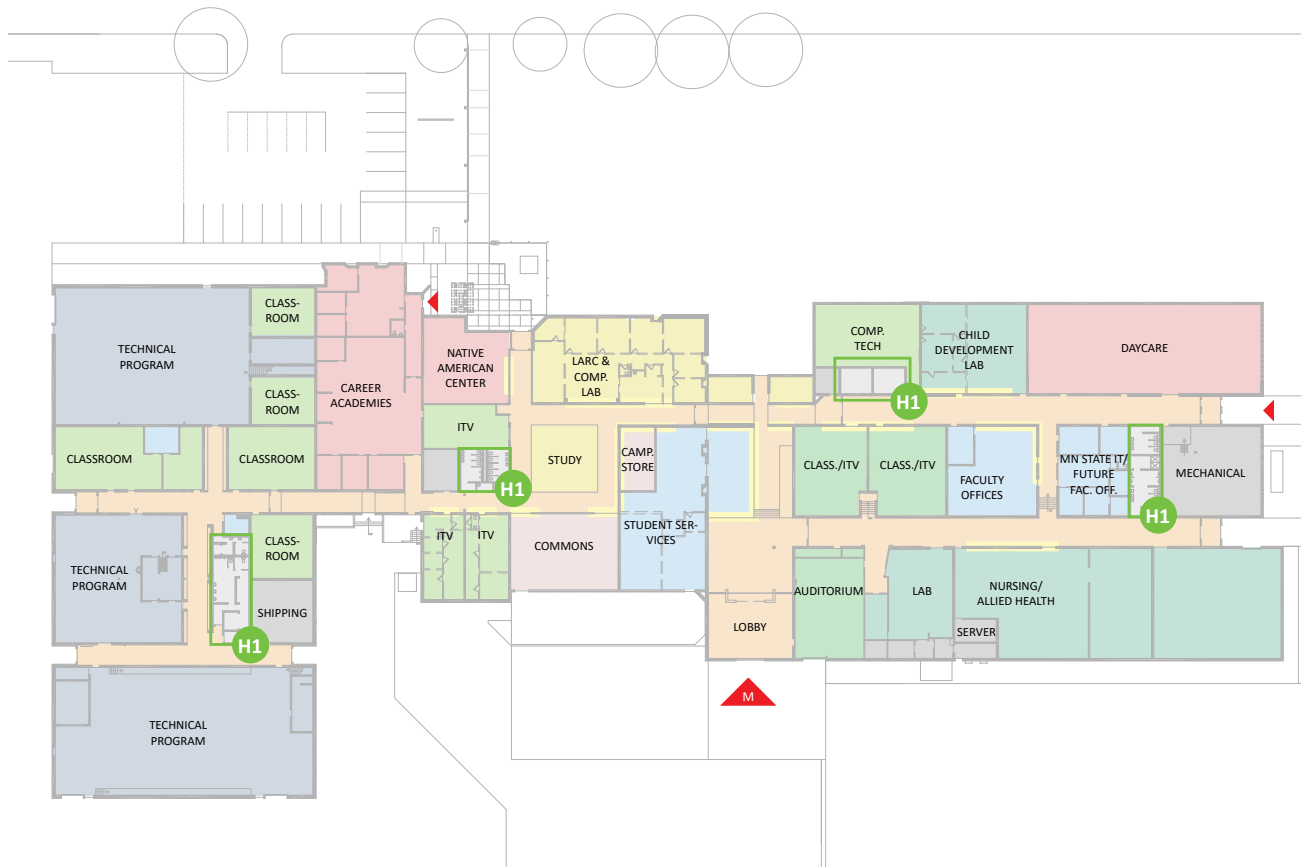 CLASS-
ROOM
TECHNICAL
PROGRAM
CLASS-
ROOM
CAREER
ACADEMIES
NATIVE
AMERICAN
CENTER
LARC &
COMP.
LAB
COMP.
TECH
CHILD
DEVELOPMENT
LAB
DAYCARE
H1
ITV
CLASSROOM
CLASSROOM
STUDY
CAMP.
STORE
CLASS./ITV
CLASS./ITV
FACULTY
OFFICES
MN STATE IT/
FUTURE
FAC. OFF.
MECHANICAL
H1
H1
CLASS-
ROOM
ITV
ITV
COMMONS
STUDENT SER-
VICES
TECHNICAL
PROGRAM
SHIPPING
AUDITORIUM
LAB
NURSING/
ALLIED HEALTH
LOBBY
SERVER
H1
M
TECHNICAL
PROGRAM